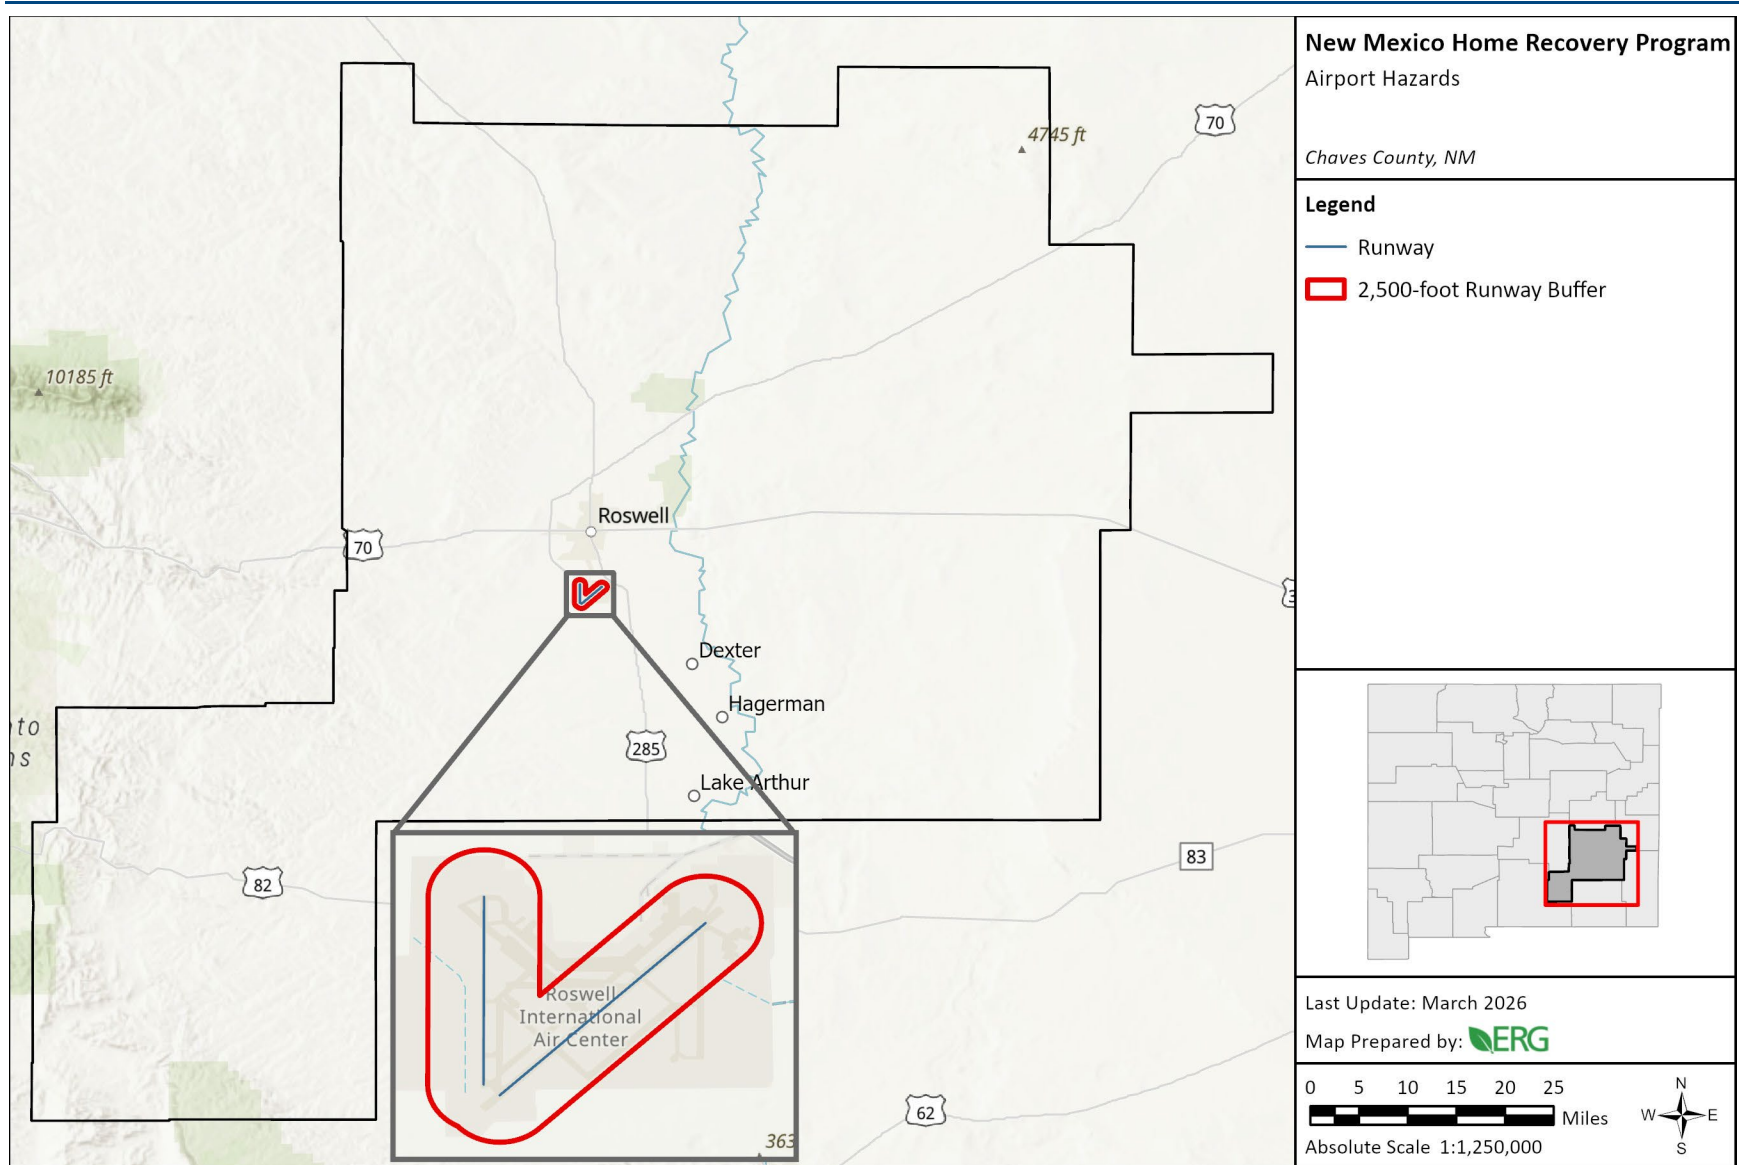 New Mexico Home Recovery Program
Airport Hazards
Chaves County, NM
Legend
Runway
2,500-foot Runway Buffer
70
4745 ft
10185 ft
Roswell
70
Dexter
Hagerman
285
Lake Arthur
to
ns
82
83
Roswell
International
Air Center
62
363
Last Update: March 2026
Map Prepared by: ERG
0 5 10 15 20 25
Miles
Absolute Scale 1:1,250,000
N
W E
S